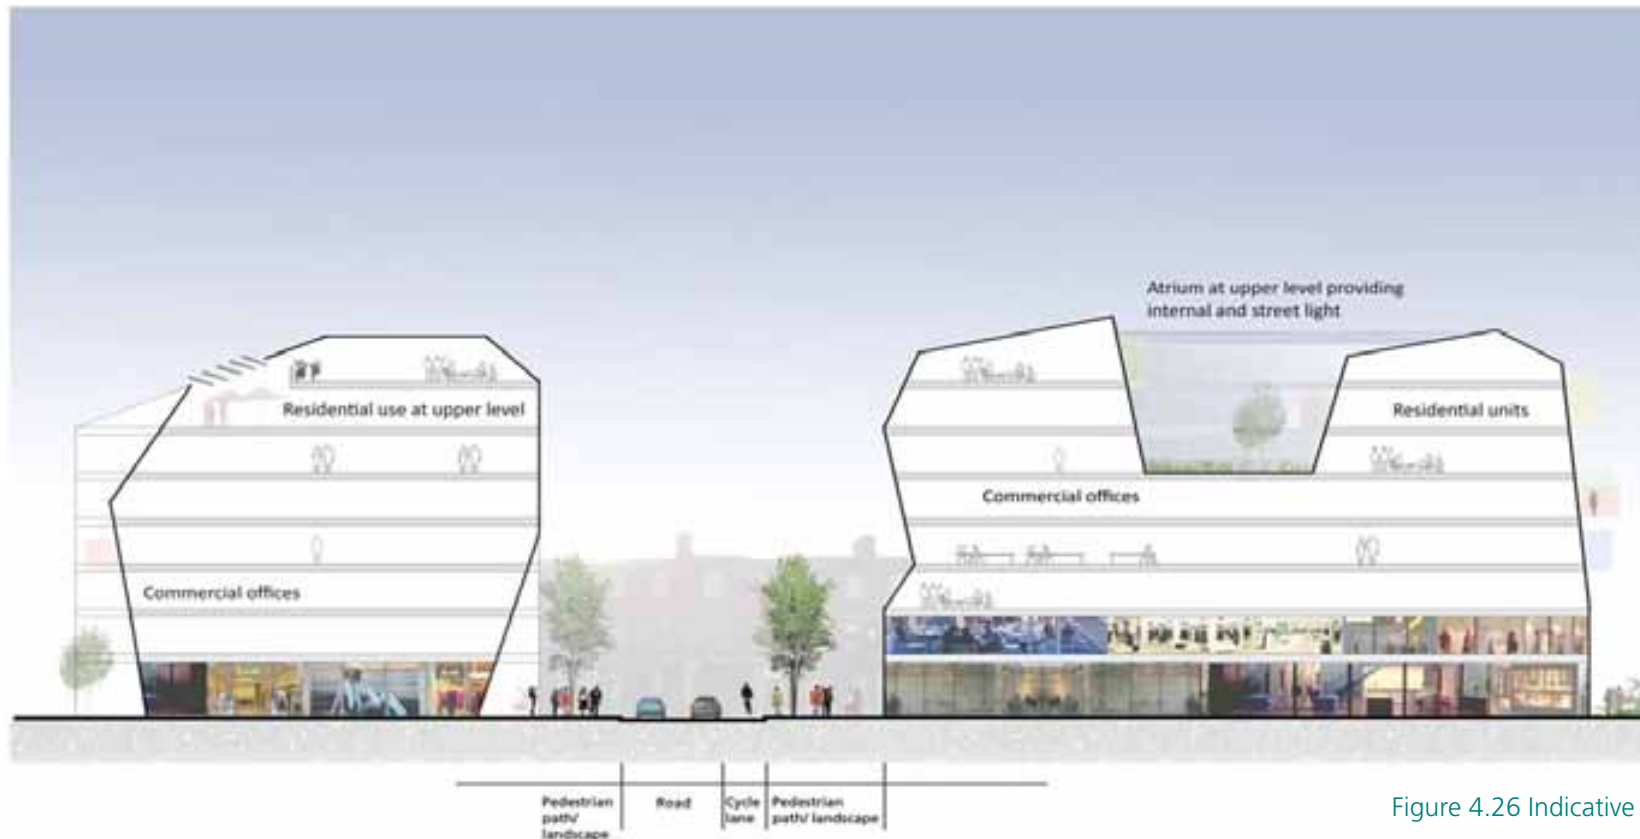 Atrium at upper level providing
internal and street light
Residential use at upper level
Residential units
Commercial offices
Commercial offices
Pedestrian
path/
landscape
Road
Cycle
lane
Pedestrian
path/ landscape
Figure 4.26 Indicative